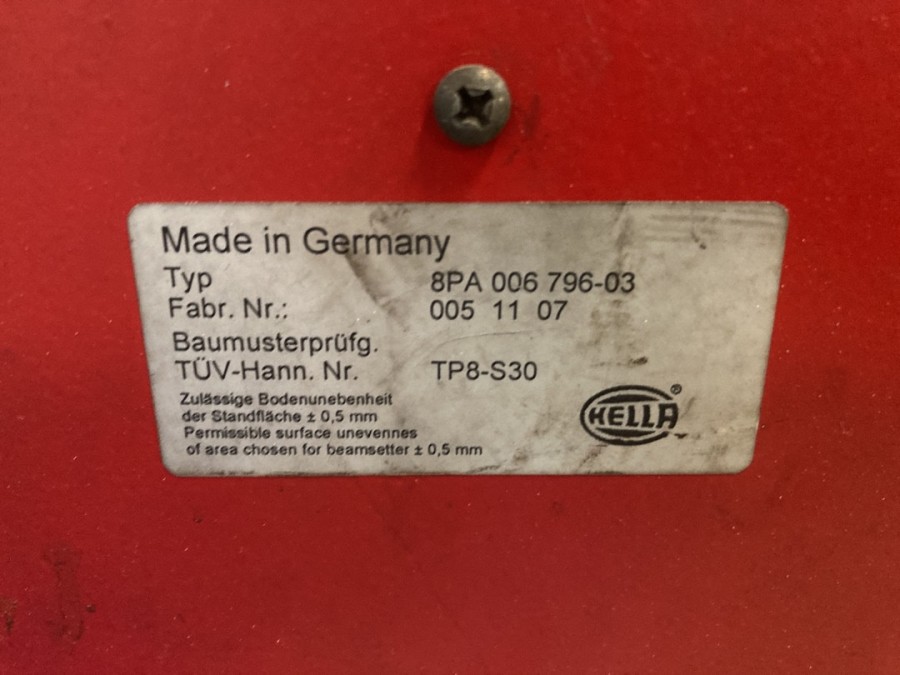 Made in Germany
Typ 8PA 006 796-03
Fabr. Nr.: 005 11 07
Baumusterprüfg.
TÜV-Hann. Nr. TP8-S30
Zulässige Bodenunebenheit
der Standfläche ± 0,5 mm
Permissible surface unevennes
of area chosen for beamsetter ± 0,5 mm
HELLA ®